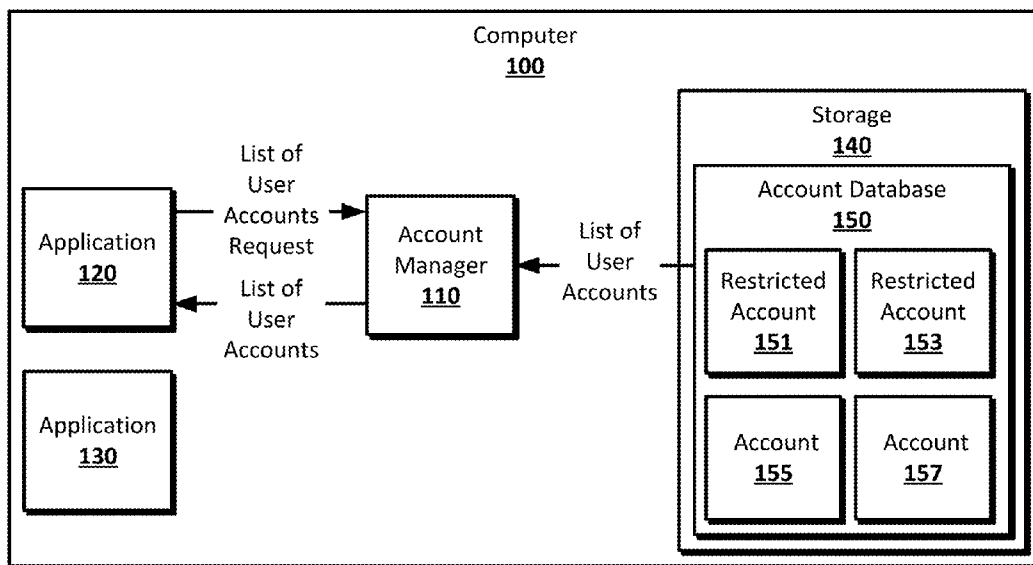 Computer
100
Storage
140
Account Database
150
Restricted
Account
151
Restricted
Account
153
Account
155
Account
157
List of
User
Accounts
Account
Manager
110
List of
User
Accounts
Request
List of
User
Accounts
Application
120
Application
130